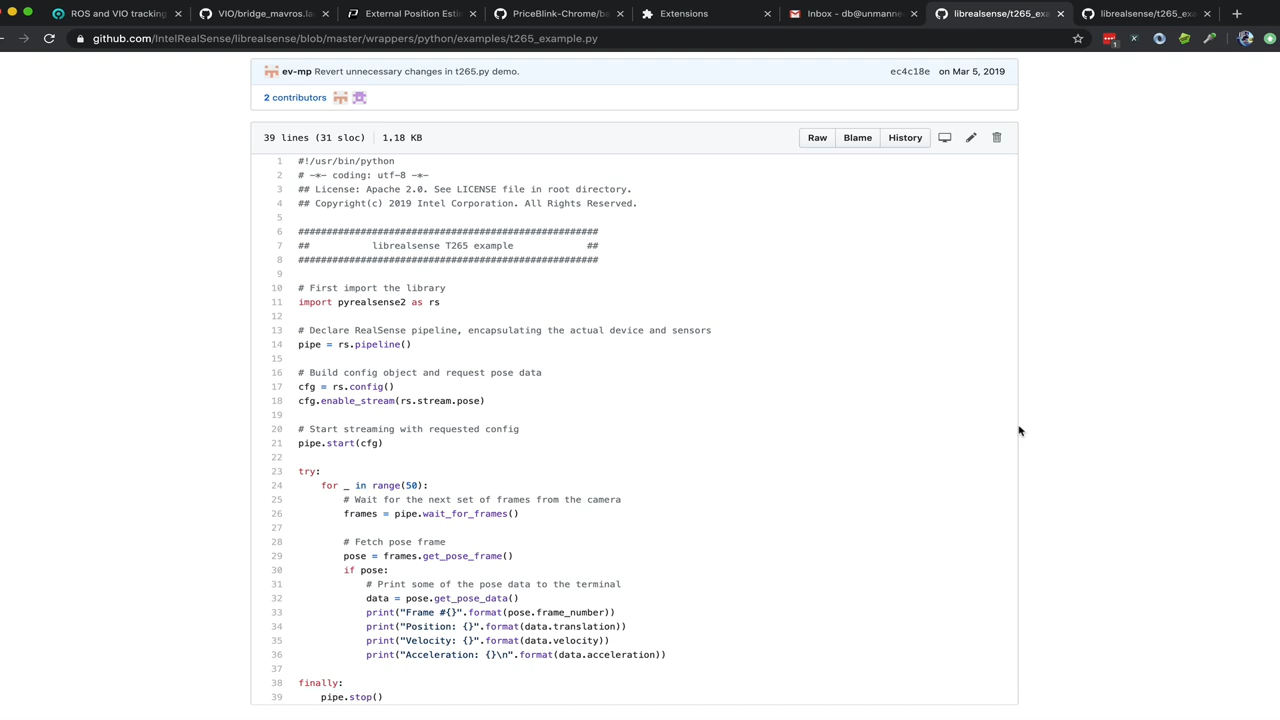 ROS and VIO tracking
VIO/bridge_mavros.la
External Position Esti
PriceBlink-Chrome/ba
Extensions
Inbox - db@unmanne
librealsense/t265_exa
librealsense/t265_exa
github.com/IntelRealSense/librealsense/blob/master/wrappers/python/examples/t265_example.py
1
ev-mp Revert unnecessary changes in t265.py demo.
ec4c18e on Mar 5, 2019
2 contributors
39 lines (31 sloc) 1.18 KB
Raw Blame History
1 #!/usr/bin/python
2 # -*- coding: utf-8 -*-
3 ## License: Apache 2.0. See LICENSE file in root directory.
4 ## Copyright(c) 2019 Intel Corporation. All Rights Reserved.
5
6 #####################################################
7 ## librealsense T265 example ##
8 #####################################################
9
10 # First import the library
11 import pyrealsense2 as rs
12
13 # Declare RealSense pipeline, encapsulating the actual device and sensors
14 pipe = rs.pipeline()
15
16 # Build config object and request pose data
17 cfg = rs.config()
18 cfg.enable_stream(rs.stream.pose)
19
20 # Start streaming with requested config
21 pipe.start(cfg)
22
23 try:
24 for _ in range(50):
25 # Wait for the next set of frames from the camera
26 frames = pipe.wait_for_frames()
27
28 # Fetch pose frame
29 pose = frames.get_pose_frame()
30 if pose:
31 # Print some of the pose data to the terminal
32 data = pose.get_pose_data()
33 print("Frame #{}".format(pose.frame_number))
34 print("Position: {}".format(data.translation))
35 print("Velocity: {}".format(data.velocity))
36 print("Acceleration: {}\n".format(data.acceleration))
37
38 finally:
39 pipe.stop()